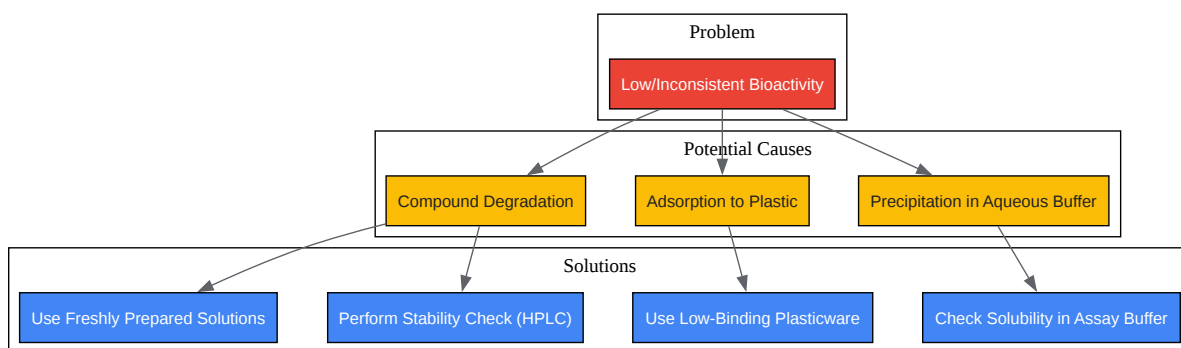 Problem
Low/Inconsistent Bioactivity
Potential Causes
Compound Degradation
Adsorption to Plastic
Precipitation in Aqueous Buffer
Solutions
Use Freshly Prepared Solutions
Perform Stability Check (HPLC)
Use Low-Binding Plasticware
Check Solubility in Assay Buffer